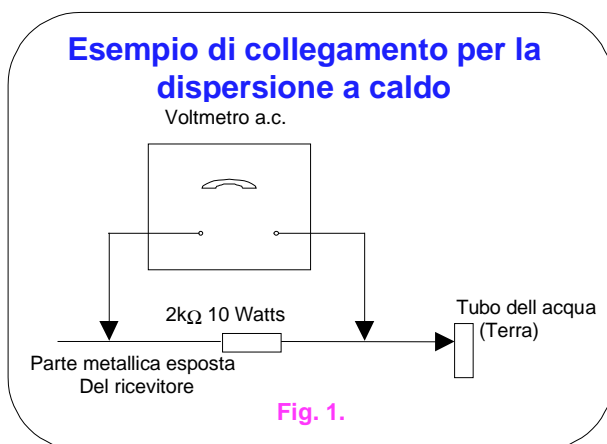 Esempio di collegamento per la
dispersione a caldo
Voltmetro a.c.
2kΩ 10 Watts
Tubo dell acqua
(Terra)
Parte metallica esposta
Del ricevitore
Fig. 1.